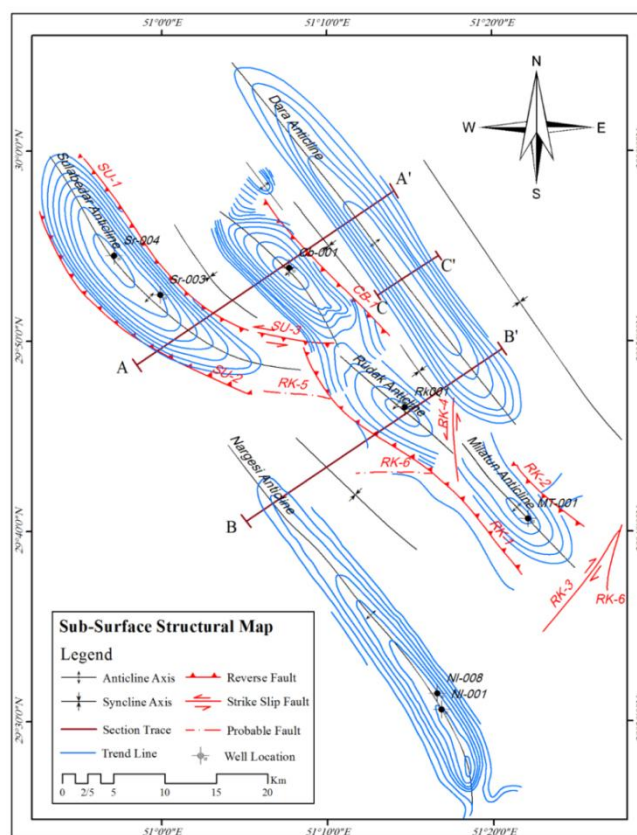 51°0'0"E 51°10'0"E 51°20'0"E
N
W E
S
Dara Anticline
30°0'0"N
SU-1
Sulabedar Anticline
A'
Sr-004
Cb-001
Sr-003
C'
C
CB-1
SU-3
B'
29°50'0"N
A
SU-2
RK-5
Rudak Anticline
Rk001
RK-4
Milatun Anticline
Nargesi Anticline
RK-6
RK-2
MT-001
B
29°40'0"N
RK-1
RK-3
RK-6
Sub-Surface Structural Map
Legend
Anticline Axis Reverse Fault
Syncline Axis Strike Slip Fault
Section Trace Probable Fault
Trend Line Well Location
Km
0 2/5 5 10 15 20
NI-008
NI-001
29°30'0"N
51°0'0"E 51°10'0"E 51°20'0"E